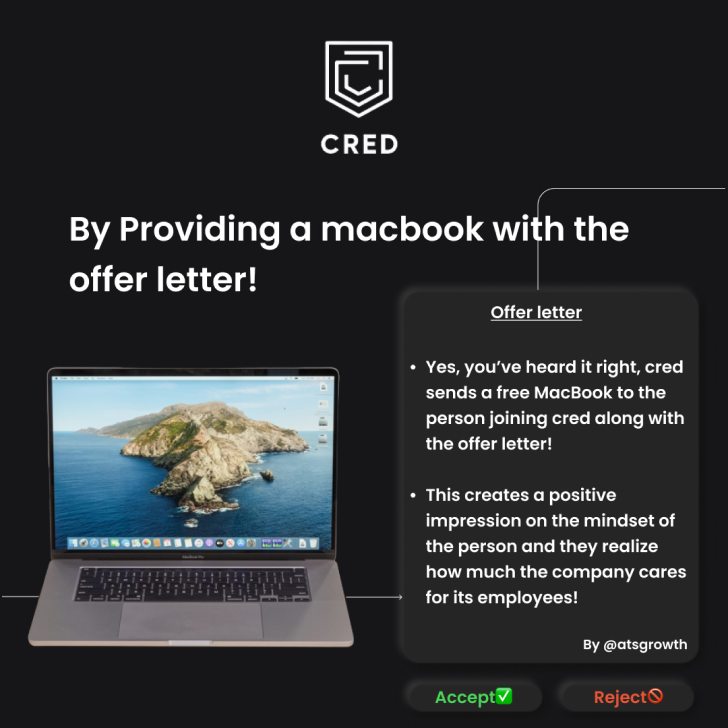 CRED
By Providing a macbook with the
offer letter!
Offer letter
• Yes, you’ve heard it right, cred
sends a free MacBook to the
person joining cred along with
the offer letter!
• This creates a positive
impression on the mindset of
the person and they realize
how much the company cares
for its employees!
By @atsgrowth
Accept✅
Reject🚫